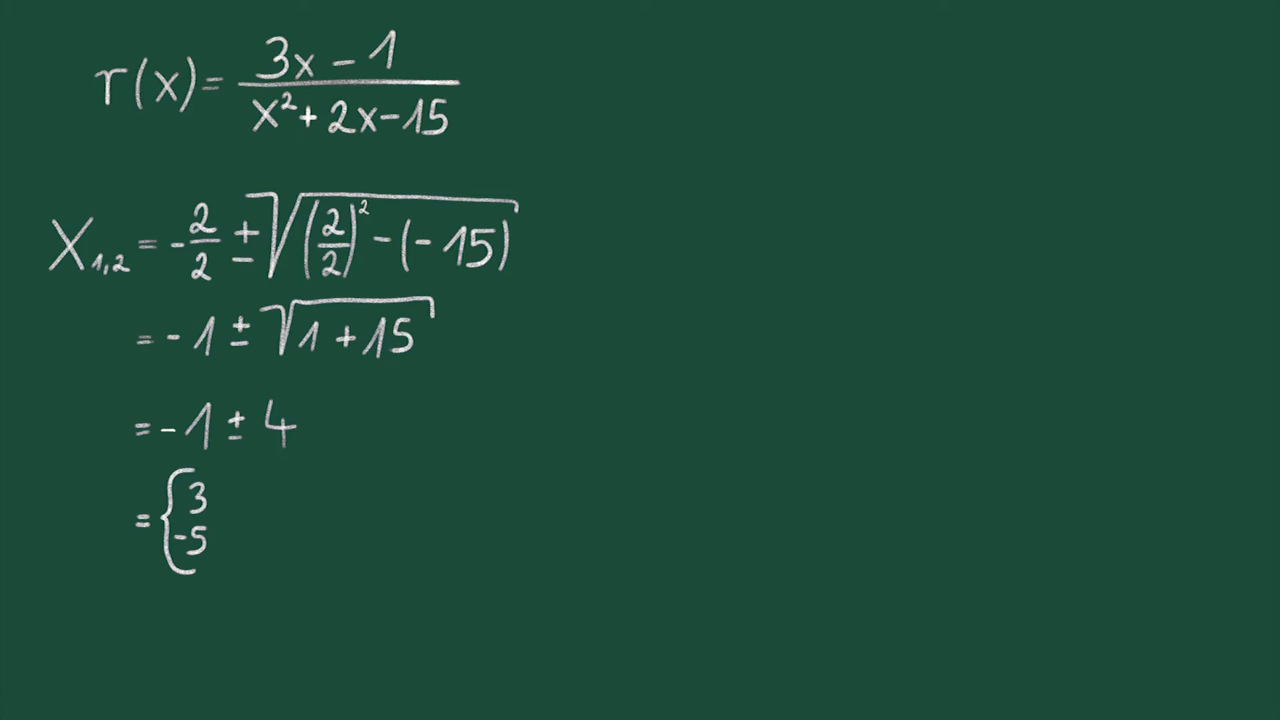 r(x) = (3x - 1)/(x² + 2x - 15)
X₁,₂ = - 2/2 ± √((2/2)² - (- 15))
= - 1 ± √(1 + 15)
= - 1 ± 4
= { 3
-5